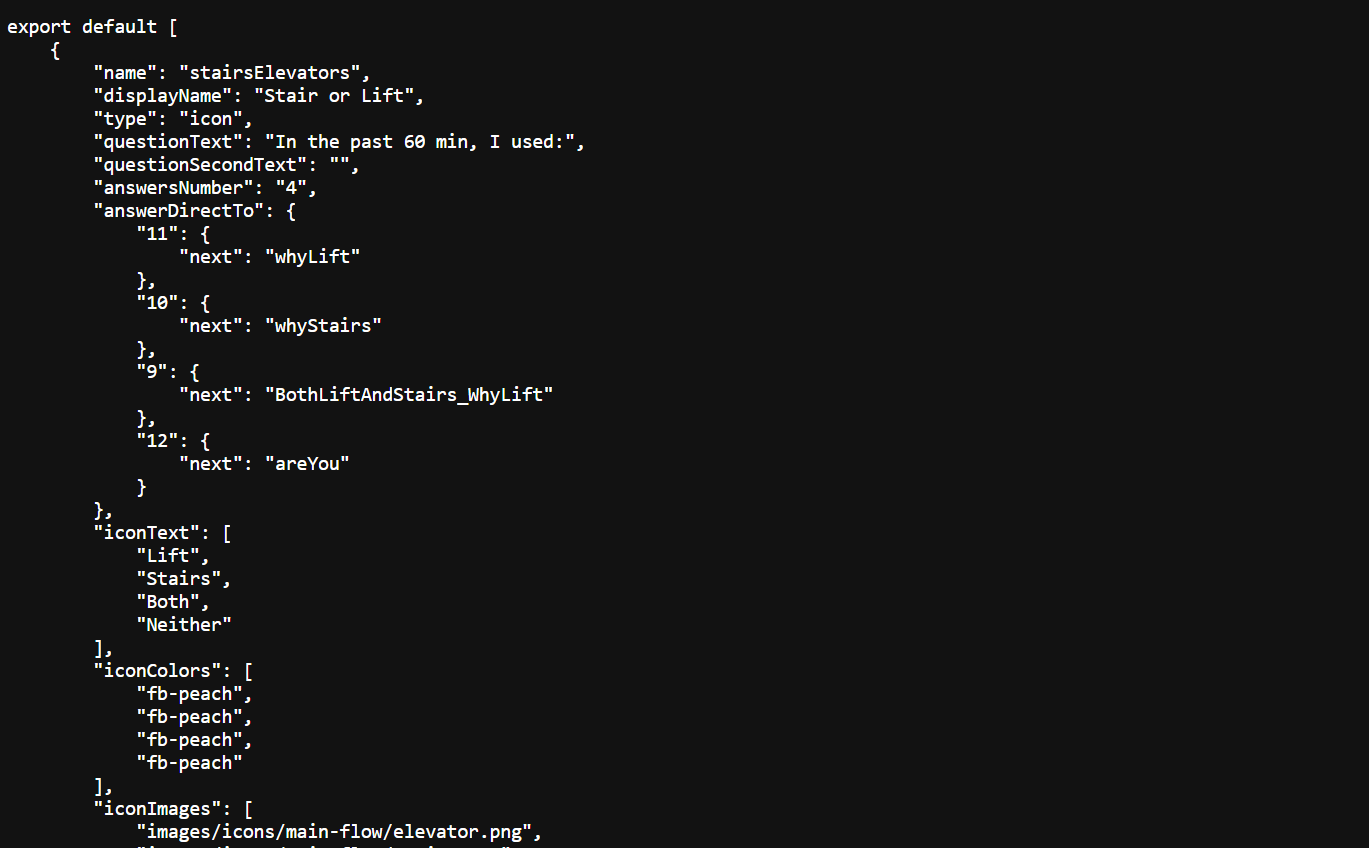 export default [
    {
        "name": "stairsElevators",
        "displayName": "Stair or Lift",
        "type": "icon",
        "questionText": "In the past 60 min, I used:",
        "questionSecondText": "",
        "answersNumber": "4",
        "answerDirectTo": {
            "11": {
                "next": "whyLift"
            },
            "10": {
                "next": "whyStairs"
            },
            "9": {
                "next": "BothLiftAndStairs_WhyLift"
            },
            "12": {
                "next": "areYou"
            }
        },
        "iconText": [
            "Lift",
            "Stairs",
            "Both",
            "Neither"
        ],
        "iconColors": [
            "fb-peach",
            "fb-peach",
            "fb-peach",
            "fb-peach"
        ],
        "iconImages": [
            "images/icons/main-flow/elevator.png",